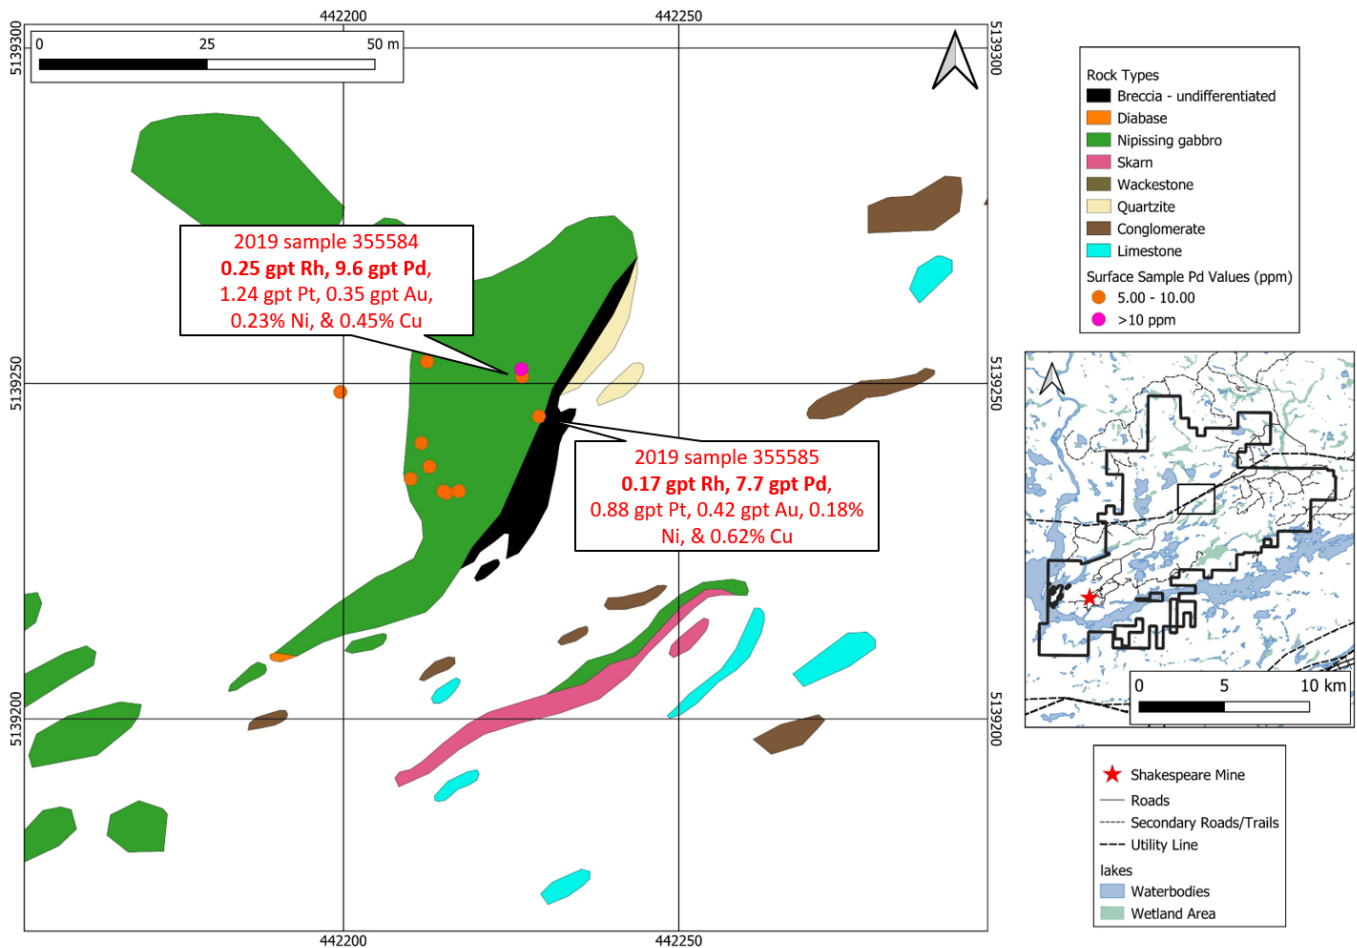 442200
442250
5139300
5139300
0
25
50 m
2019 sample 355584
0.25 gpt Rh, 9.6 gpt Pd,
1.24 gpt Pt, 0.35 gpt Au,
0.23% Ni, & 0.45% Cu
5139250
5139250
2019 sample 355585
0.17 gpt Rh, 7.7 gpt Pd,
0.88 gpt Pt, 0.42 gpt Au, 0.18%
Ni, & 0.62% Cu
5139200
5139200
442200
442250
Rock Types
Breccia - undifferentiated
Diabase
Nipissing gabbro
Skarn
Wackestone
Quartzite
Conglomerate
Limestone
Surface Sample Pd Values (ppm)
5.00 - 10.00
>10 ppm
0
5
10 km
Shakespeare Mine
Roads
Secondary Roads/Trails
Utility Line
lakes
Waterbodies
Wetland Area